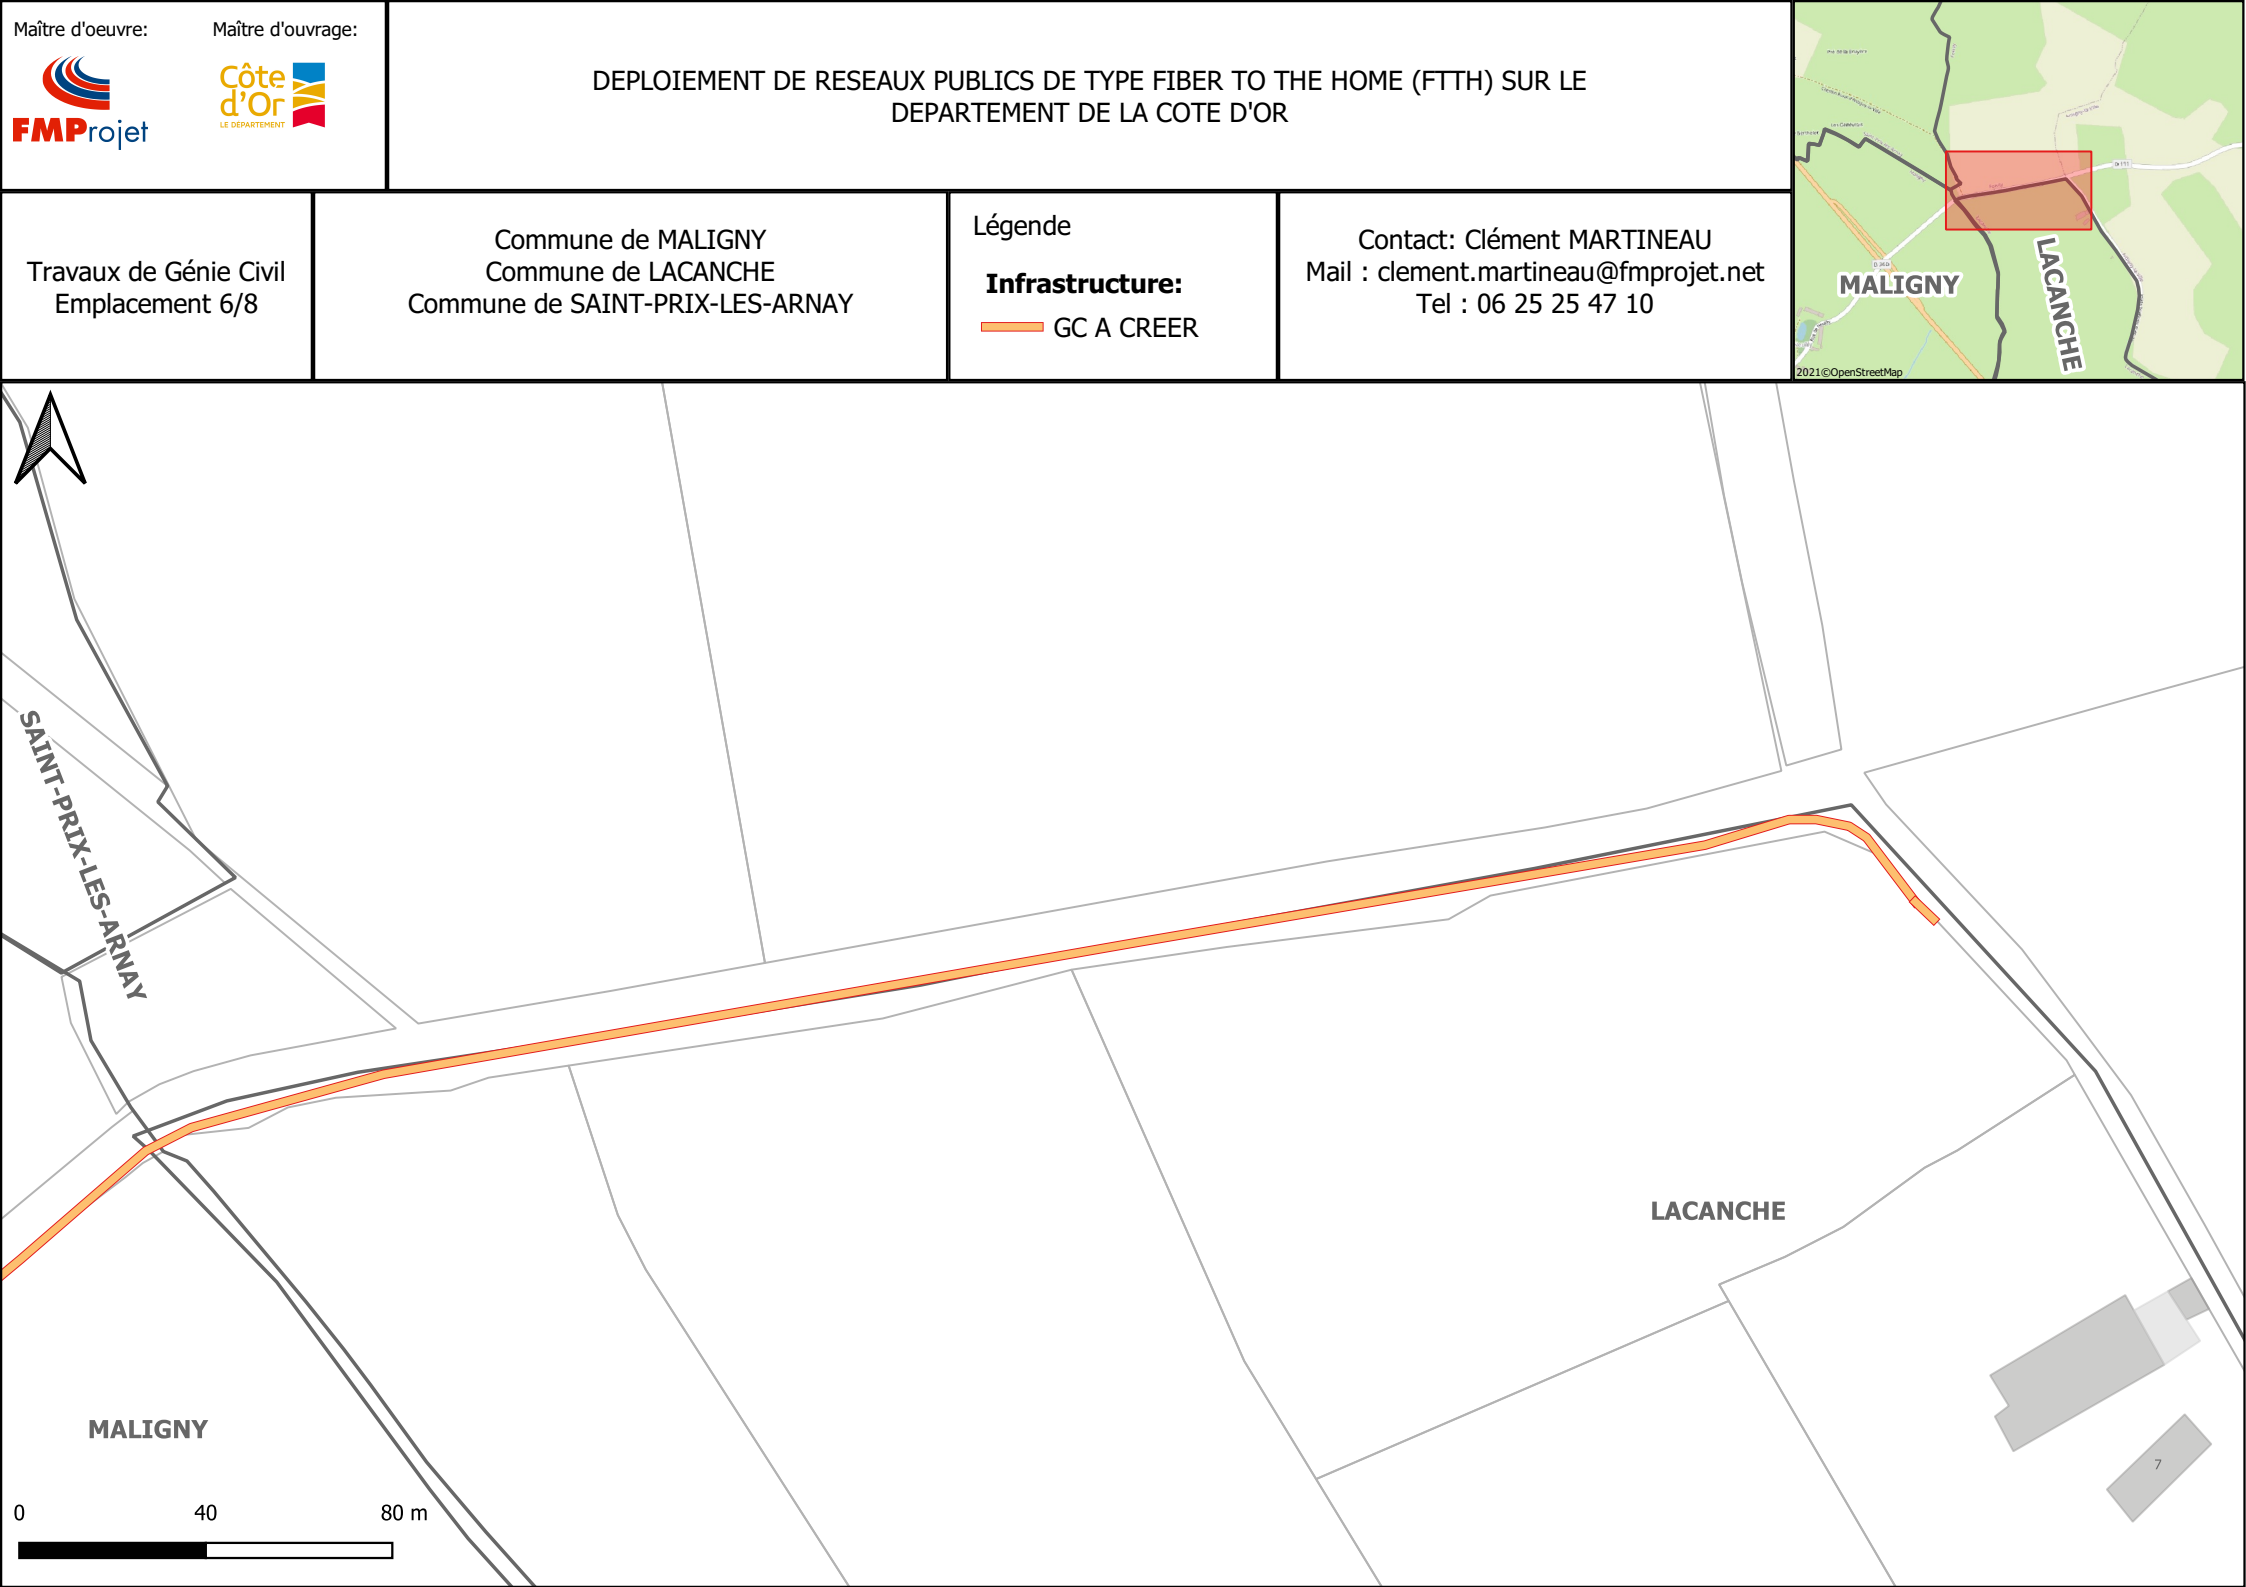 Maître d'oeuvre:
Maître d'ouvrage:
FMProjet
Côte
d'Or
LE DÉPARTEMENT
DEPLOIEMENT DE RESEAUX PUBLICS DE TYPE FIBER TO THE HOME (FTTH) SUR LE
DEPARTEMENT DE LA COTE D'OR
Travaux de Génie Civil
Emplacement 6/8
Commune de MALIGNY
Commune de LACANCHE
Commune de SAINT-PRIX-LES-ARNAY
Légende
Infrastructure:
GC A CREER
Contact: Clément MARTINEAU
Mail : clement.martineau@fmprojet.net
Tel : 06 25 25 47 10
MALIGNY
LACANCHE
2021©OpenStreetMap
SAINT-PRIX-LES-ARNAY
LACANCHE
MALIGNY
7
0 40 80 m